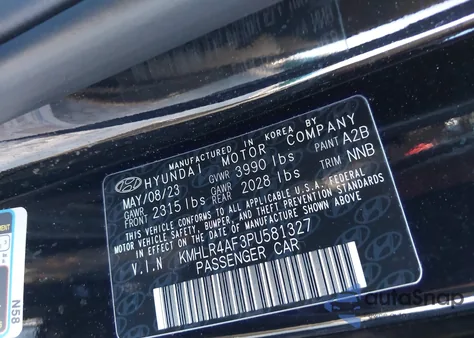 MANUFACTURED IN KOREA BY
HYUNDAI MOTOR COMPANY
MAY/08/23 GVWR 3990 lbs PAINT A2B
GAWR FRONT 2315 lbs GAWR REAR 2028 lbs TRIM NNB
THIS VEHICLE CONFORMS TO ALL APPLICABLE U.S.A. FEDERAL
MOTOR VEHICLE SAFETY, BUMPER, AND THEFT PREVENTION STANDARDS
IN EFFECT ON THE DATE OF MANUFACTURE SHOWN ABOVE.
V.I.N KMHLR4AF3PU581327
PASSENGER CAR
N58
autoSnap